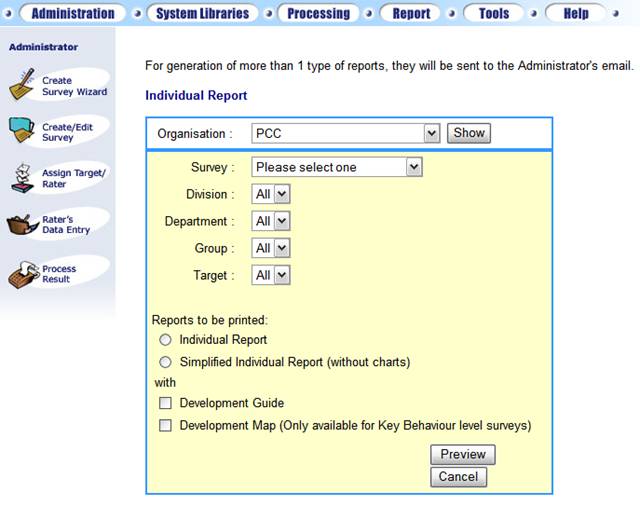 Administration System Libraries Processing Report Tools Help
Administrator
Create
Survey Wizard
Create/Edit
Survey
Assign Target/
Rater
Rater's
Data Entry
Process
Result
For generation of more than 1 type of reports, they will be sent to the Administrator's email.
Individual Report
Organisation : PCC Show
Survey : Please select one
Division : All
Department : All
Group : All
Target : All
Reports to be printed:
Individual Report
Simplified Individual Report (without charts)
with
Development Guide
Development Map (Only available for Key Behaviour level surveys)
Preview
Cancel